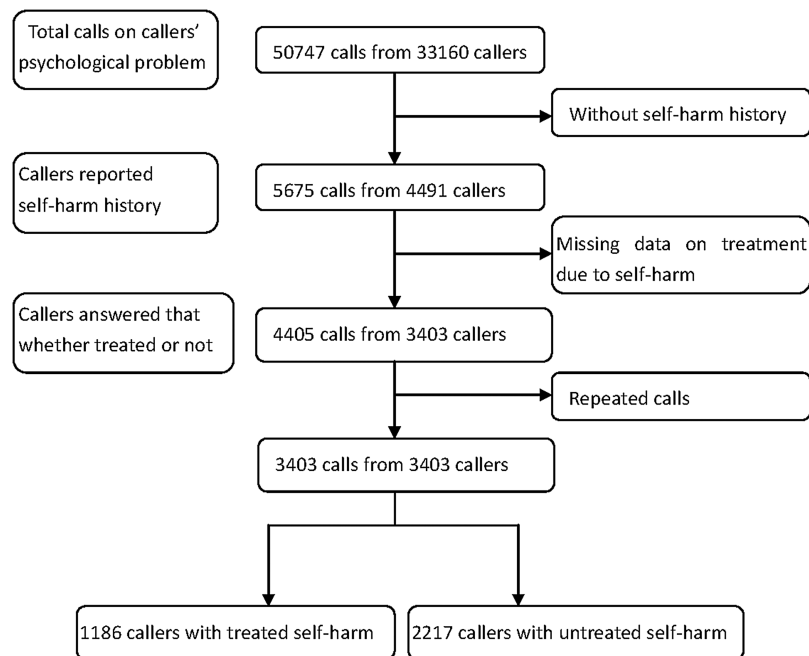 Total calls on callers'
psychological problem
50747 calls from 33160 callers
Without self-harm history
Callers reported
self-harm history
5675 calls from 4491 callers
Missing data on treatment
due to self-harm
Callers answered that
whether treated or not
4405 calls from 3403 callers
Repeated calls
3403 calls from 3403 callers
1186 callers with treated self-harm
2217 callers with untreated self-harm